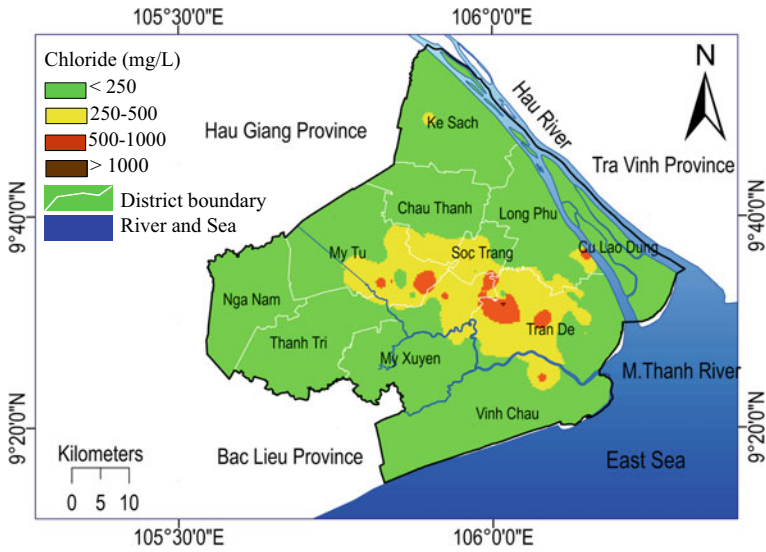 105°30'0"E
106°0'0"E
Chloride (mg/L)
< 250
250-500
500-1000
> 1000
District boundary
River and Sea
N
Hau River
Hau Giang Province
Tra Vinh Province
Ke Sach
Chau Thanh
Long Phu
My Tu
Soc Trang
Cu Lao Dung
Nga Nam
Thanh Tri
Tran De
My Xuyen
M.Thanh River
Vinh Chau
Bac Lieu Province
East Sea
Kilometers
0 5 10
9°40'0"N
9°40'0"N
9°20'0"N
9°20'0"N
105°30'0"E
106°0'0"E